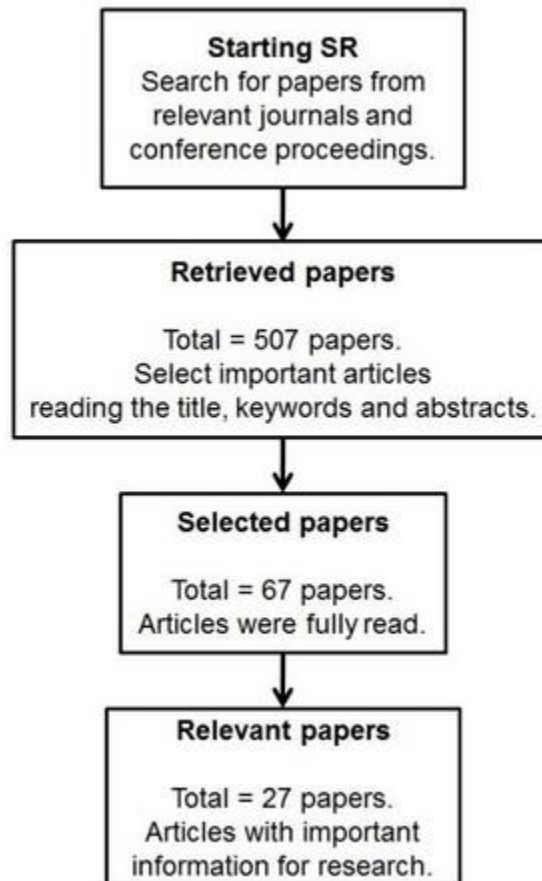 Starting SR
Search for papers from
relevant journals and
conference proceedings.
Retrieved papers
Total = 507 papers.
Select important articles
reading the title, keywords and abstracts.
Selected papers
Total = 67 papers.
Articles were fully read.
Relevant papers
Total = 27 papers.
Articles with important
information for research.